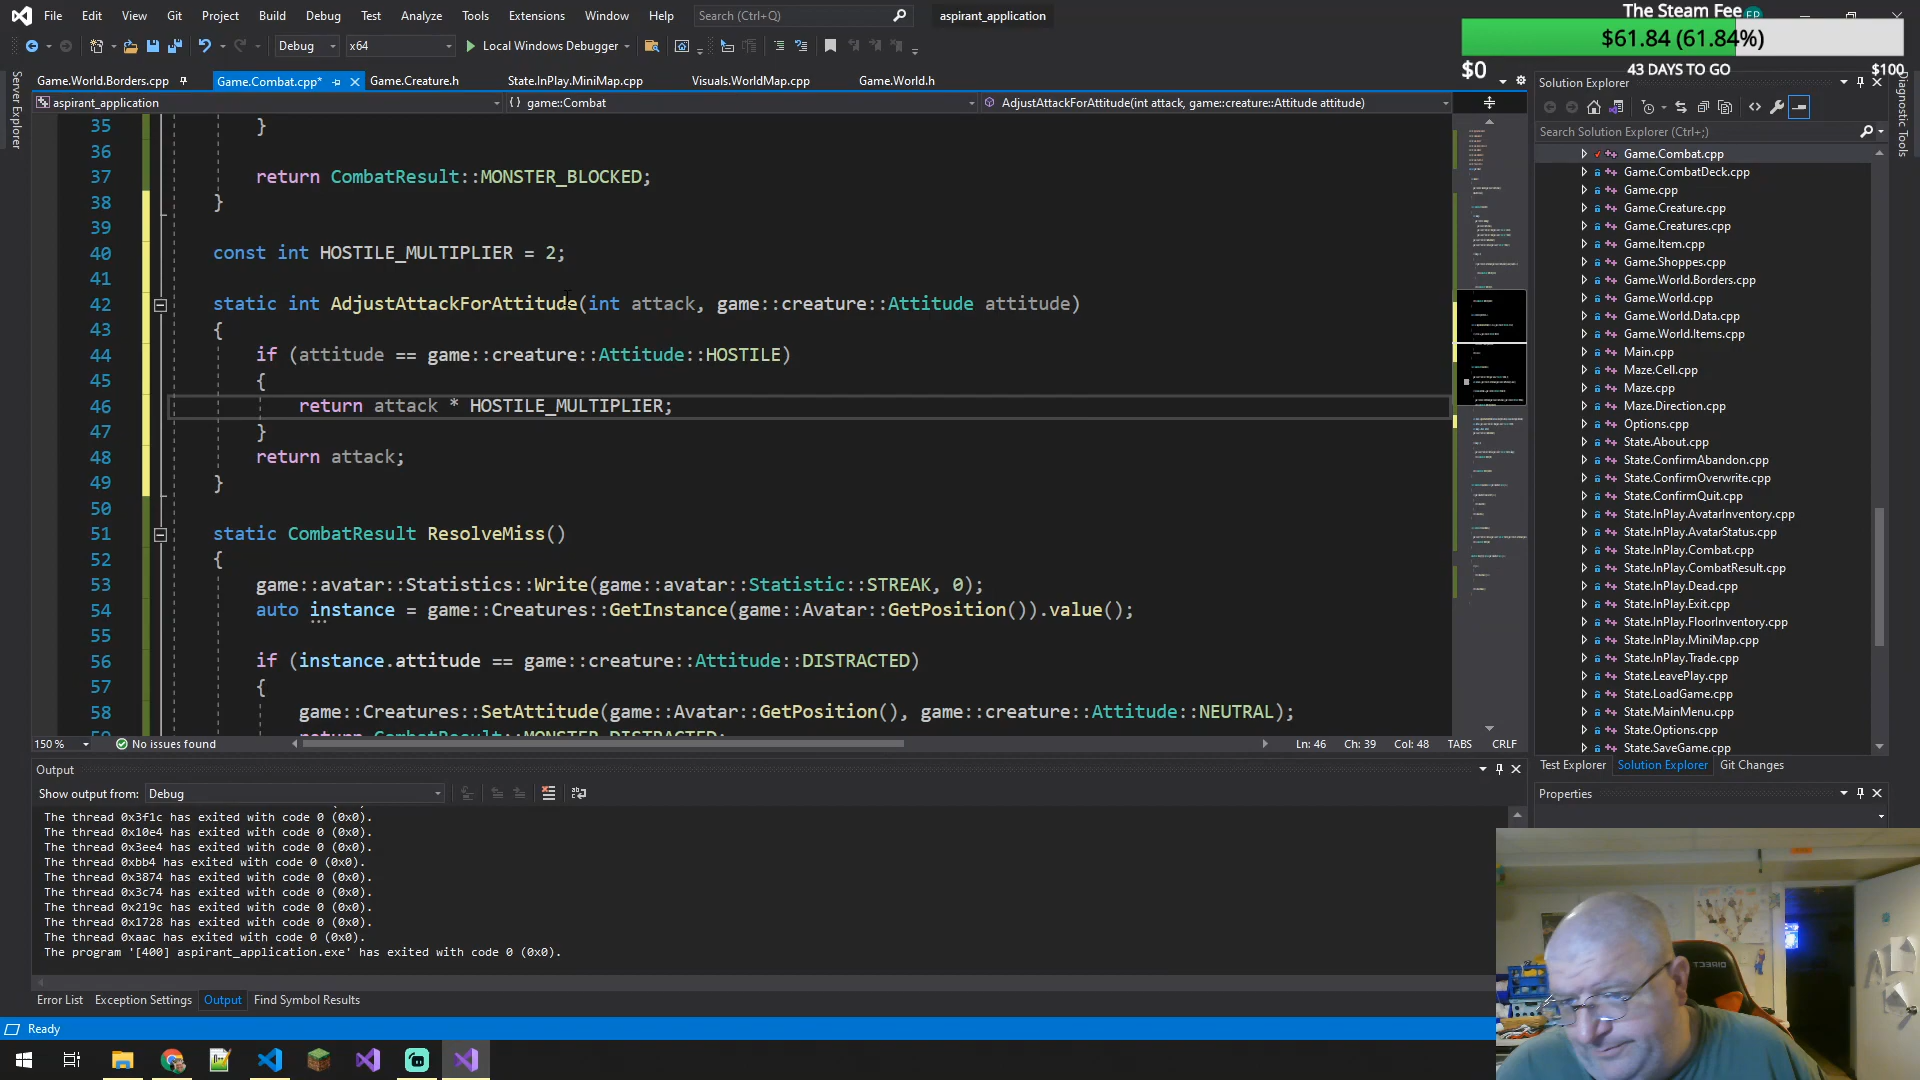 File Edit View Git Project Build Debug Test Analyze Tools Extensions Window Help Search (Ctrl+Q) aspirant_application
The Steam Fee
$61.84 (61.84%)
$0
43 DAYS TO GO
$100
Debug x64 Local Windows Debugger
Server Explorer
Diagnostic Tools
Game.World.Borders.cpp Game.Combat.cpp* Game.Creature.h State.InPlay.MiniMap.cpp Visuals.WorldMap.cpp Game.World.h
aspirant_application {} game::Combat AdjustAttackForAttitude(int attack, game::creature::Attitude attitude)
35 }
36
37 return CombatResult::MONSTER_BLOCKED;
38 }
39
40 const int HOSTILE_MULTIPLIER = 2;
41
42 static int AdjustAttackForAttitude(int attack, game::creature::Attitude attitude)
43 {
44 if (attitude == game::creature::Attitude::HOSTILE)
45 {
46 return attack * HOSTILE_MULTIPLIER;
47 }
48 return attack;
49 }
50
51 static CombatResult ResolveMiss()
52 {
53 game::avatar::Statistics::Write(game::avatar::Statistic::STREAK, 0);
54 auto instance = game::Creatures::GetInstance(game::Avatar::GetPosition()).value();
55
56 if (instance.attitude == game::creature::Attitude::DISTRACTED)
57 {
58 game::Creatures::SetAttitude(game::Avatar::GetPosition(), game::creature::Attitude::NEUTRAL);
return CombatResult::MONSTER_DISTRACTED;
150 % No issues found Ln: 46 Ch: 39 Col: 48 TABS CRLF
Output
Show output from: Debug
The thread 0x3f1c has exited with code 0 (0x0).
The thread 0x10e4 has exited with code 0 (0x0).
The thread 0x3ee4 has exited with code 0 (0x0).
The thread 0xbb4 has exited with code 0 (0x0).
The thread 0x3874 has exited with code 0 (0x0).
The thread 0x3c74 has exited with code 0 (0x0).
The thread 0x219c has exited with code 0 (0x0).
The thread 0x1728 has exited with code 0 (0x0).
The thread 0xaac has exited with code 0 (0x0).
The program '[400] aspirant_application.exe' has exited with code 0 (0x0).
Error List Exception Settings Output Find Symbol Results
Ready
Solution Explorer
Search Solution Explorer (Ctrl+;)
Game.Combat.cpp
Game.CombatDeck.cpp
Game.cpp
Game.Creature.cpp
Game.Creatures.cpp
Game.Item.cpp
Game.Shoppes.cpp
Game.World.Borders.cpp
Game.World.cpp
Game.World.Data.cpp
Game.World.Items.cpp
Main.cpp
Maze.Cell.cpp
Maze.cpp
Maze.Direction.cpp
Options.cpp
State.About.cpp
State.ConfirmAbandon.cpp
State.ConfirmOverwrite.cpp
State.ConfirmQuit.cpp
State.InPlay.AvatarInventory.cpp
State.InPlay.AvatarStatus.cpp
State.InPlay.Combat.cpp
State.InPlay.CombatResult.cpp
State.InPlay.Dead.cpp
State.InPlay.Exit.cpp
State.InPlay.FloorInventory.cpp
State.InPlay.MiniMap.cpp
State.InPlay.Trade.cpp
State.LeavePlay.cpp
State.LoadGame.cpp
State.MainMenu.cpp
State.Options.cpp
State.SaveGame.cpp
Test Explorer Solution Explorer Git Changes
Properties